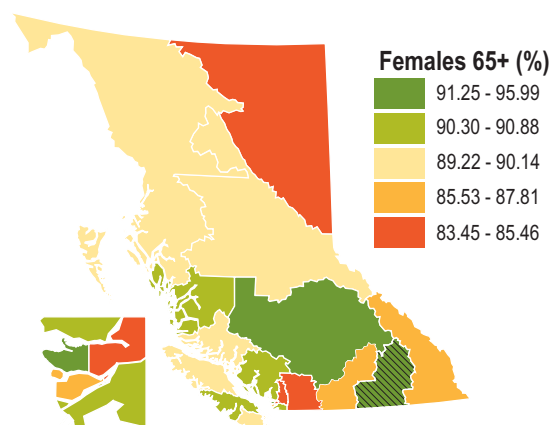 Females 65+ (%)
91.25 - 95.99
90.30 - 90.88
89.22 - 90.14
85.53 - 87.81
83.45 - 85.46